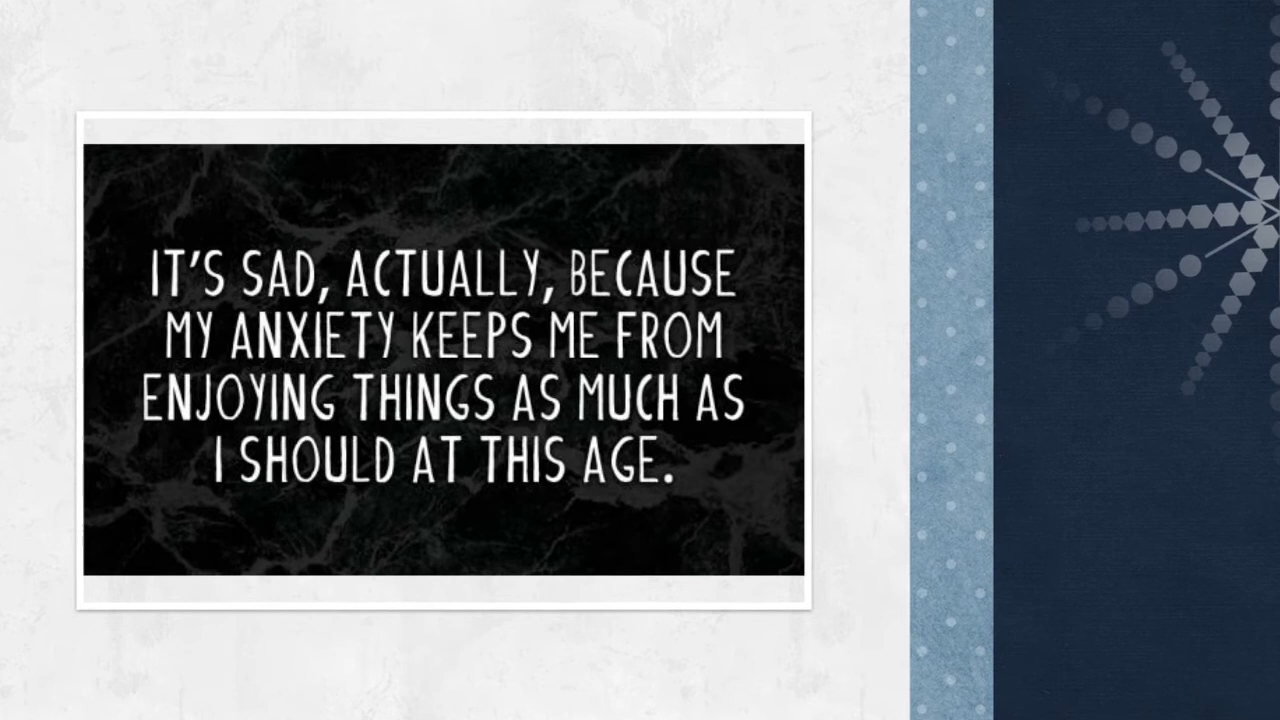 IT'S SAD, ACTUALLY, BECAUSE
MY ANXIETY KEEPS ME FROM
ENJOYING THINGS AS MUCH AS
I SHOULD AT THIS AGE.